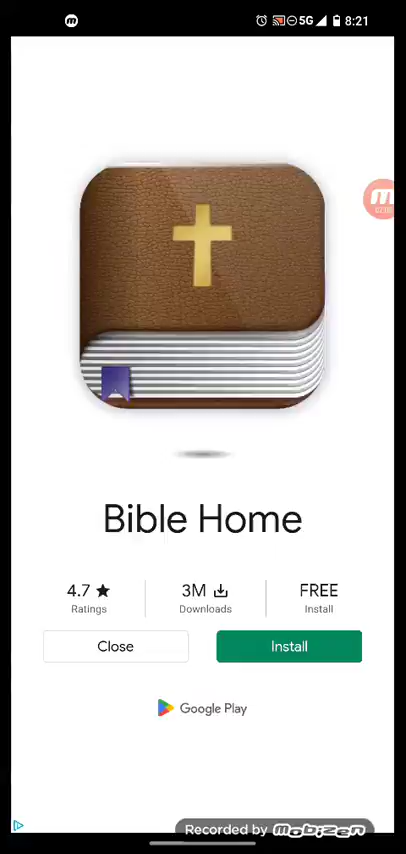 5G 8:21
Bible Home
4.7 3M FREE
Ratings Downloads Install
Close Install
Google Play
Recorded by Mobizen